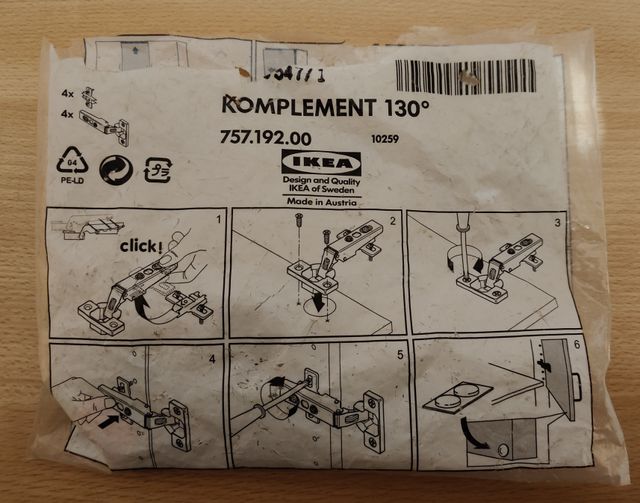 KOMPLEMENT 130°
4x
4x
757.192.00
10259
04
PE-LD
IKEA
Design and Quality
IKEA of Sweden
Made in Austria
1
click!
2
3
4
5
6